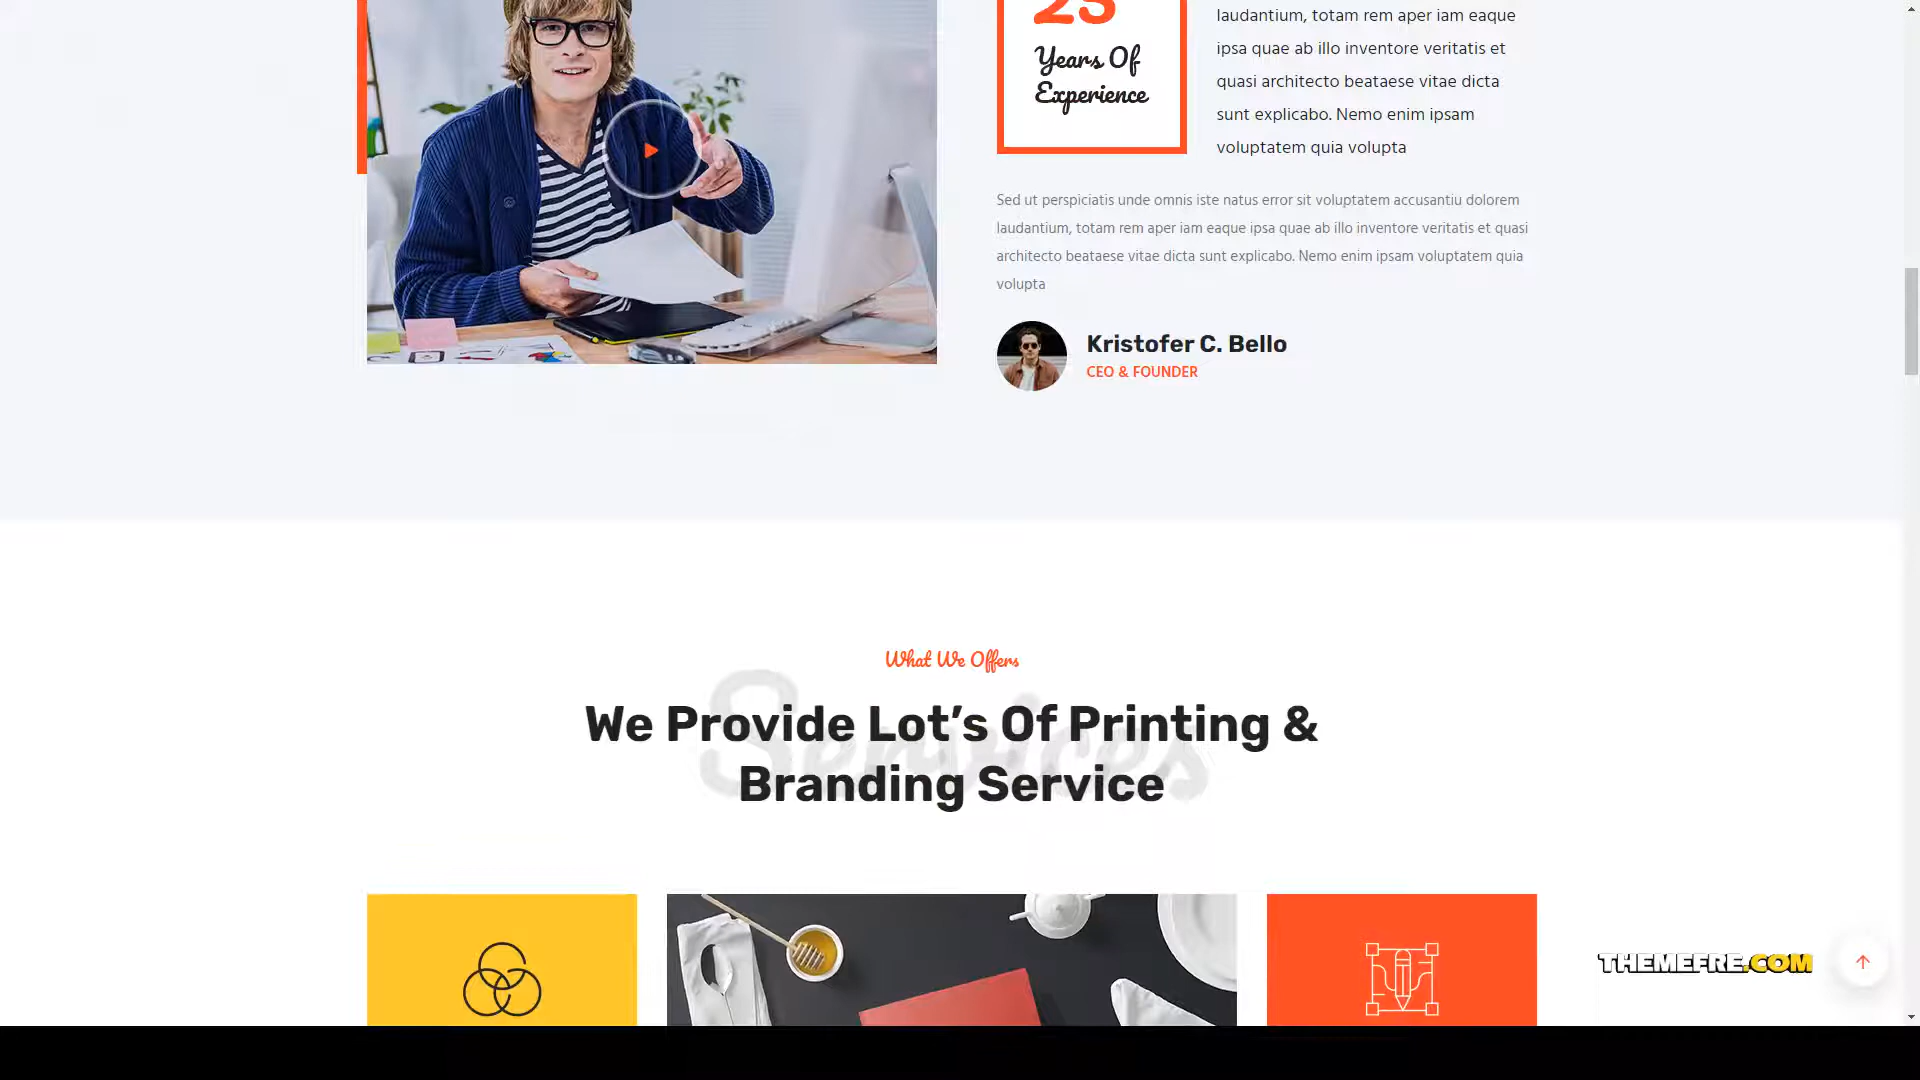 Years Of
Experience
laudantium, totam rem aper iam eaque
ipsa quae ab illo inventore veritatis et
quasi architecto beataese vitae dicta
sunt explicabo. Nemo enim ipsam
voluptatem quia volupta
Sed ut perspiciatis unde omnis iste natus error sit voluptatem accusantiu dolorem
laudantium, totam rem aper iam eaque ipsa quae ab illo inventore veritatis et quasi
architecto beataese vitae dicta sunt explicabo. Nemo enim ipsam voluptatem quia
volupta
Kristofer C. Bello
CEO & FOUNDER
What We Offers
Services
We Provide Lot’s Of Printing &
Branding Service
THEMEFRE.COM